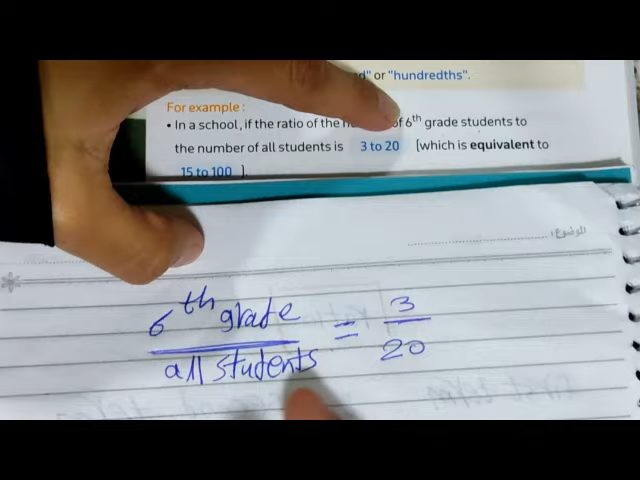 d" or "hundredths".
For example :
• In a school, if the ratio of the of 6th grade students to
the number of all students is 3 to 20 (which is equivalent to
15 to 100 )
الموضوع:
6th grade = 3
all students 20